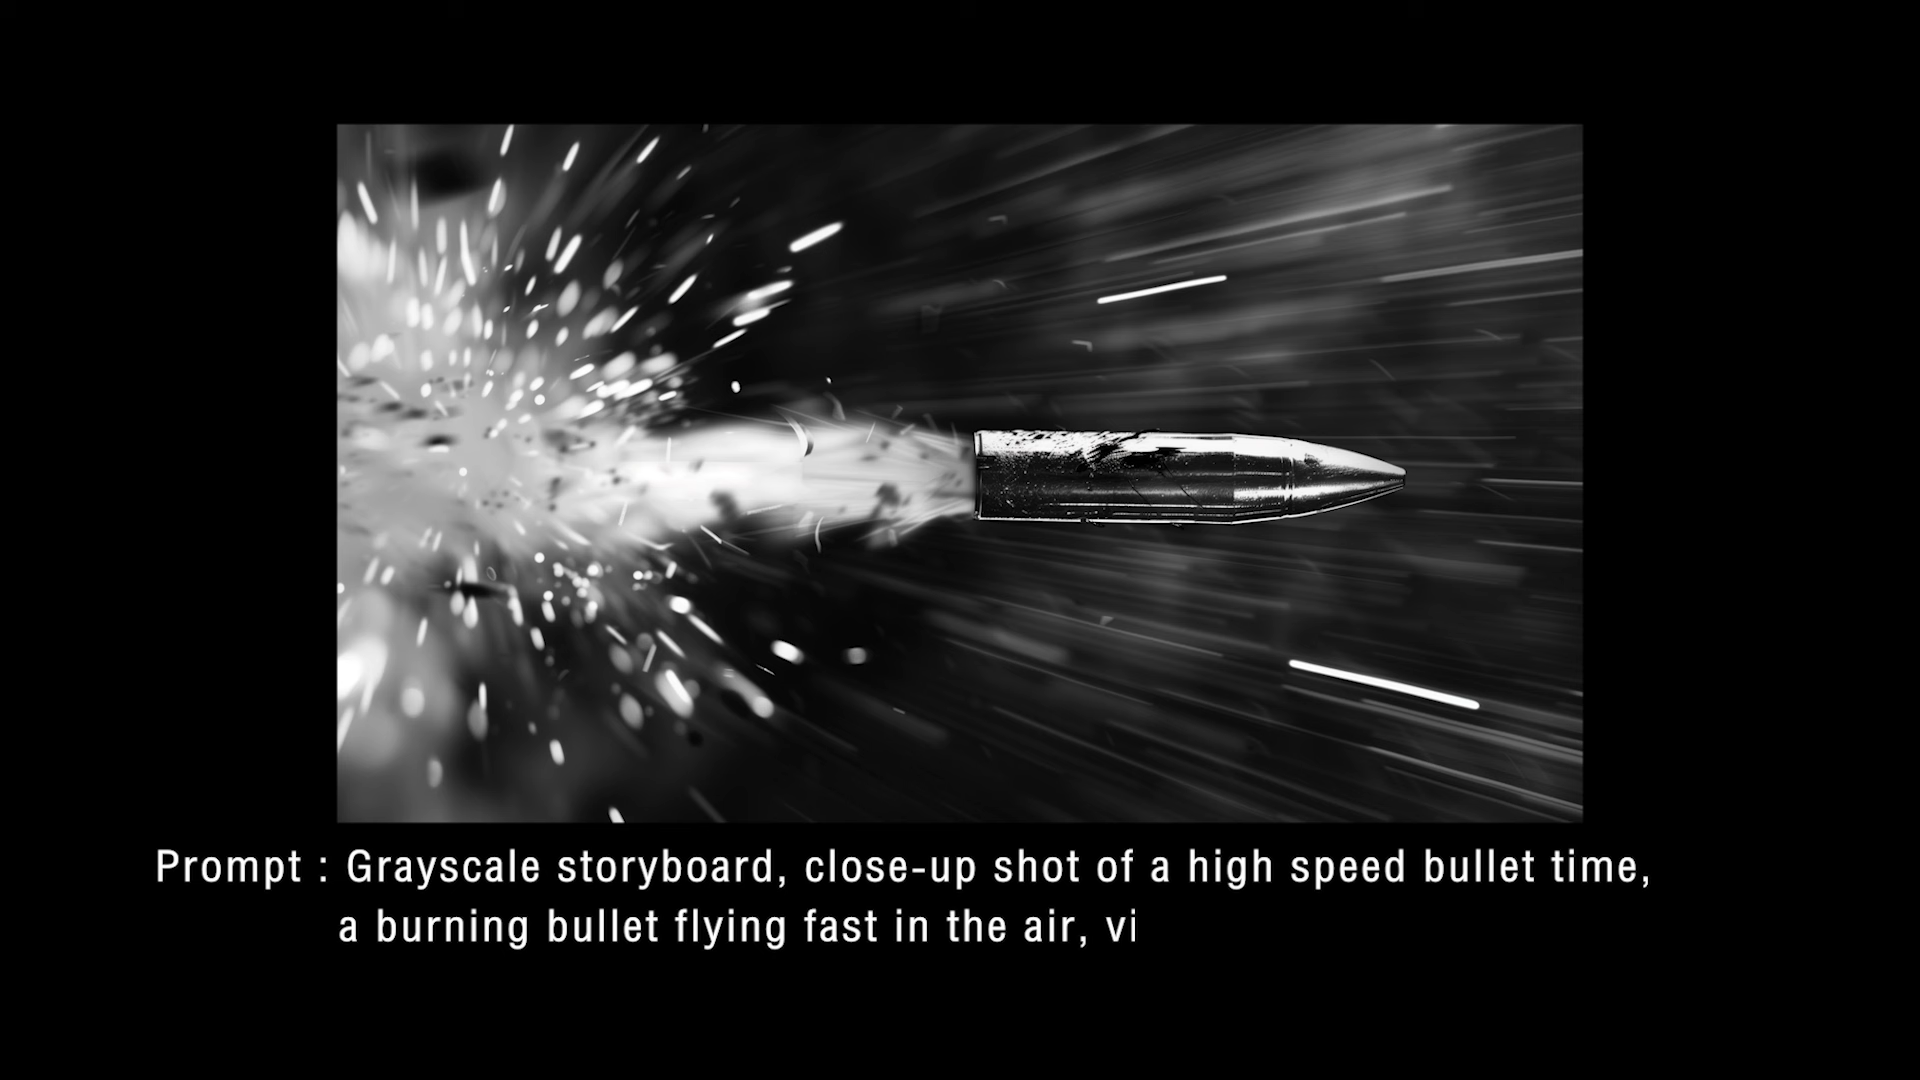 Prompt : Grayscale storyboard, close-up shot of a high speed bullet time,
a burning bullet flying fast in the air, vi